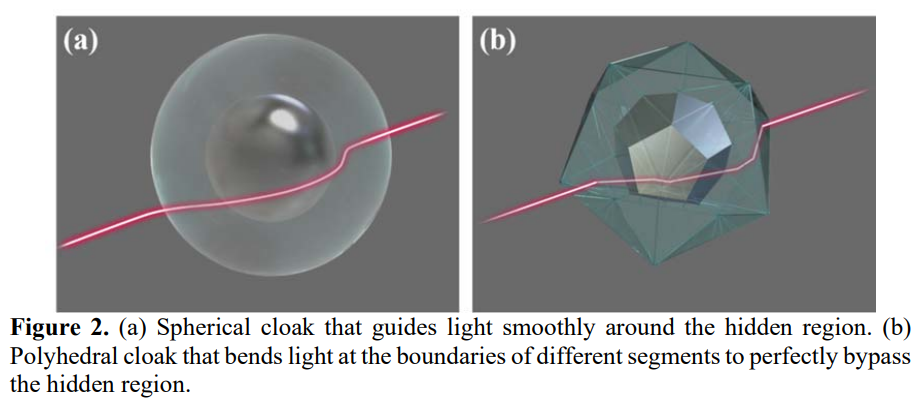 (a)
(b)
Figure 2. (a) Spherical cloak that guides light smoothly around the hidden region. (b)
Polyhedral cloak that bends light at the boundaries of different segments to perfectly bypass
the hidden region.